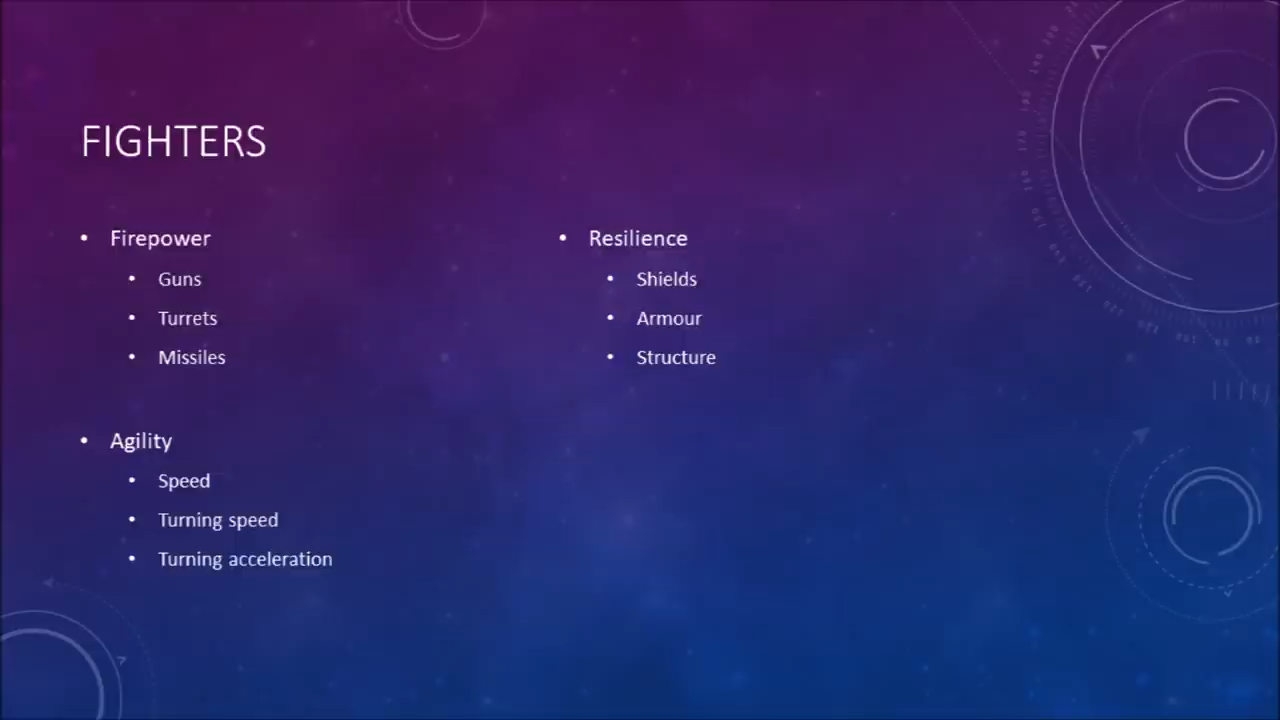 FIGHTERS
• Firepower
• Guns
• Turrets
• Missiles
• Agility
• Speed
• Turning speed
• Turning acceleration
• Resilience
• Shields
• Armour
• Structure